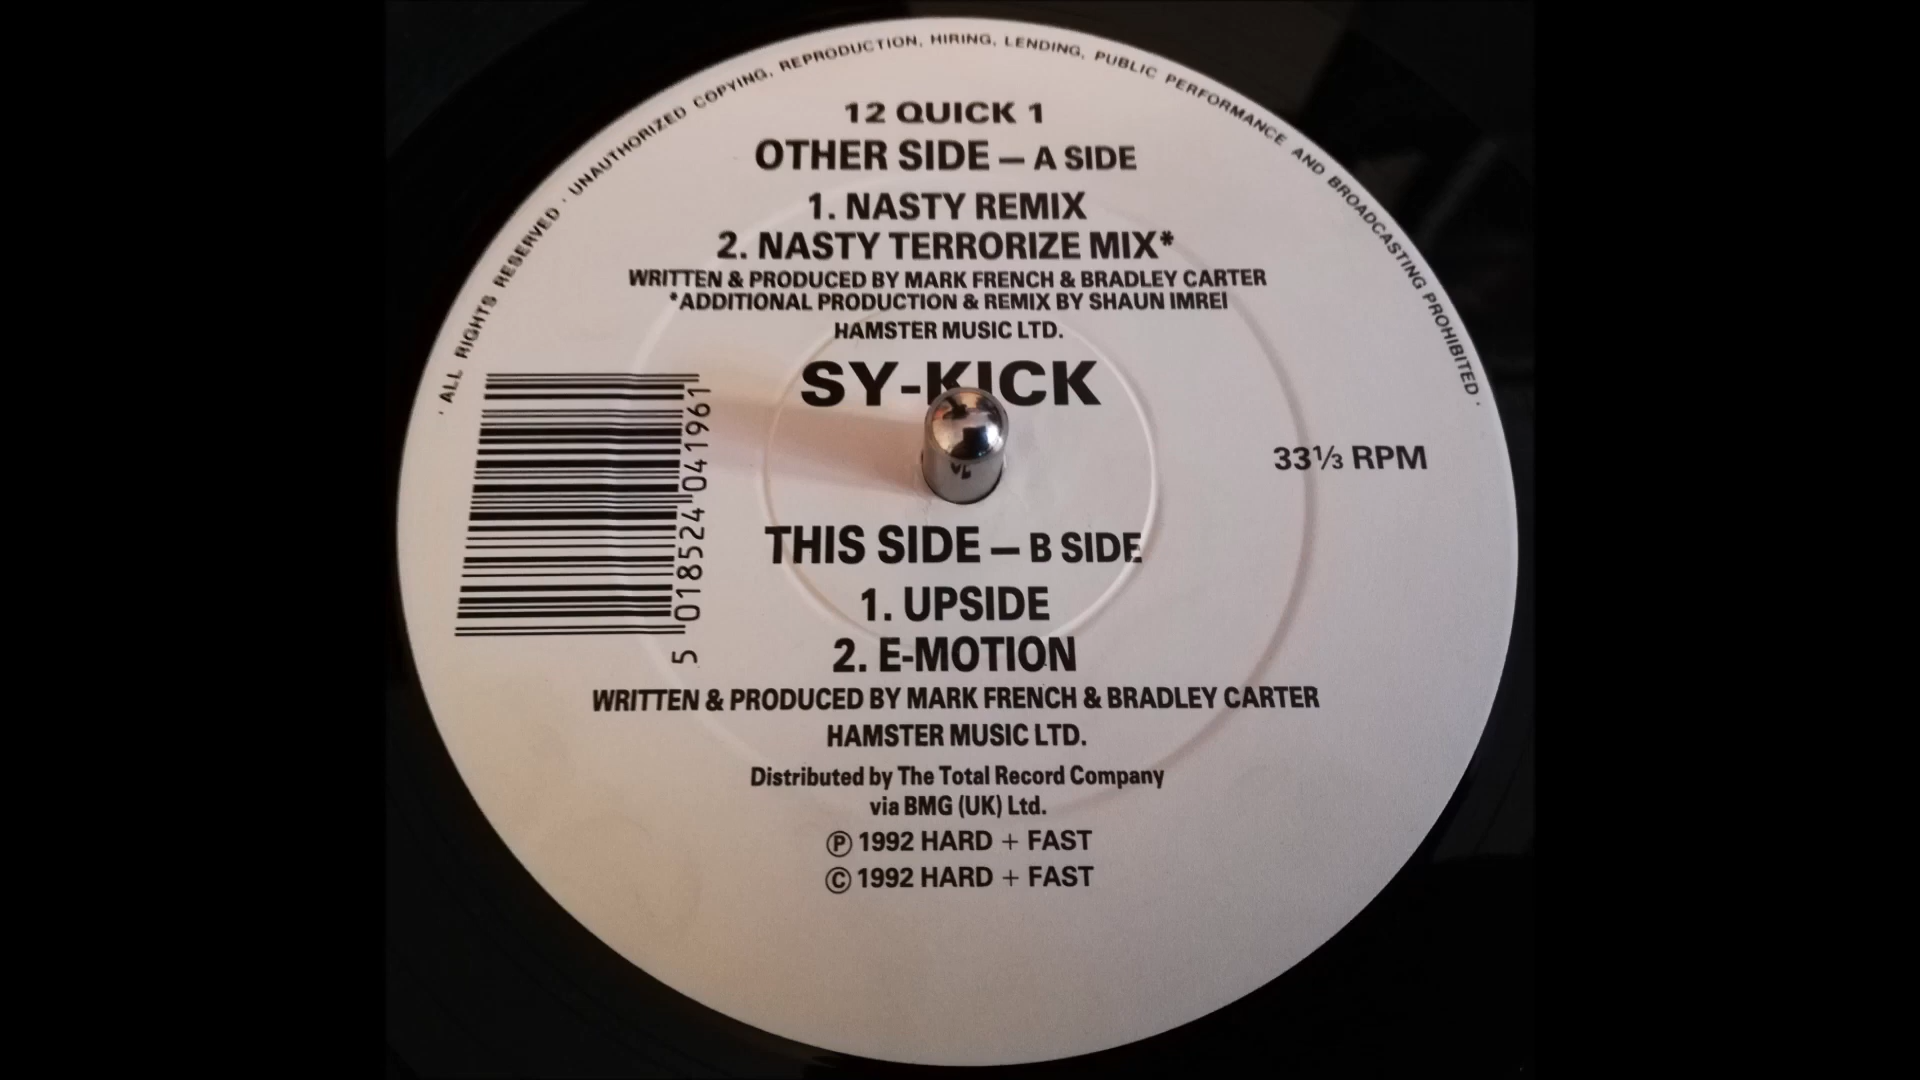 · ALL RIGHTS RESERVED · UNAUTHORIZED COPYING, REPRODUCTION, HIRING, LENDING, PUBLIC PERFORMANCE AND BROADCASTING PROHIBITED ·
12 QUICK 1
OTHER SIDE – A SIDE
1. NASTY REMIX
2. NASTY TERRORIZE MIX*
WRITTEN & PRODUCED BY MARK FRENCH & BRADLEY CARTER
*ADDITIONAL PRODUCTION & REMIX BY SHAUN IMREI
HAMSTER MUSIC LTD.
SY-KICK
5 018524 041961
33⅓ RPM
THIS SIDE – B SIDE
1. UPSIDE
2. E-MOTION
WRITTEN & PRODUCED BY MARK FRENCH & BRADLEY CARTER
HAMSTER MUSIC LTD.
Distributed by The Total Record Company
via BMG (UK) Ltd.
Ⓟ 1992 HARD + FAST
© 1992 HARD + FAST